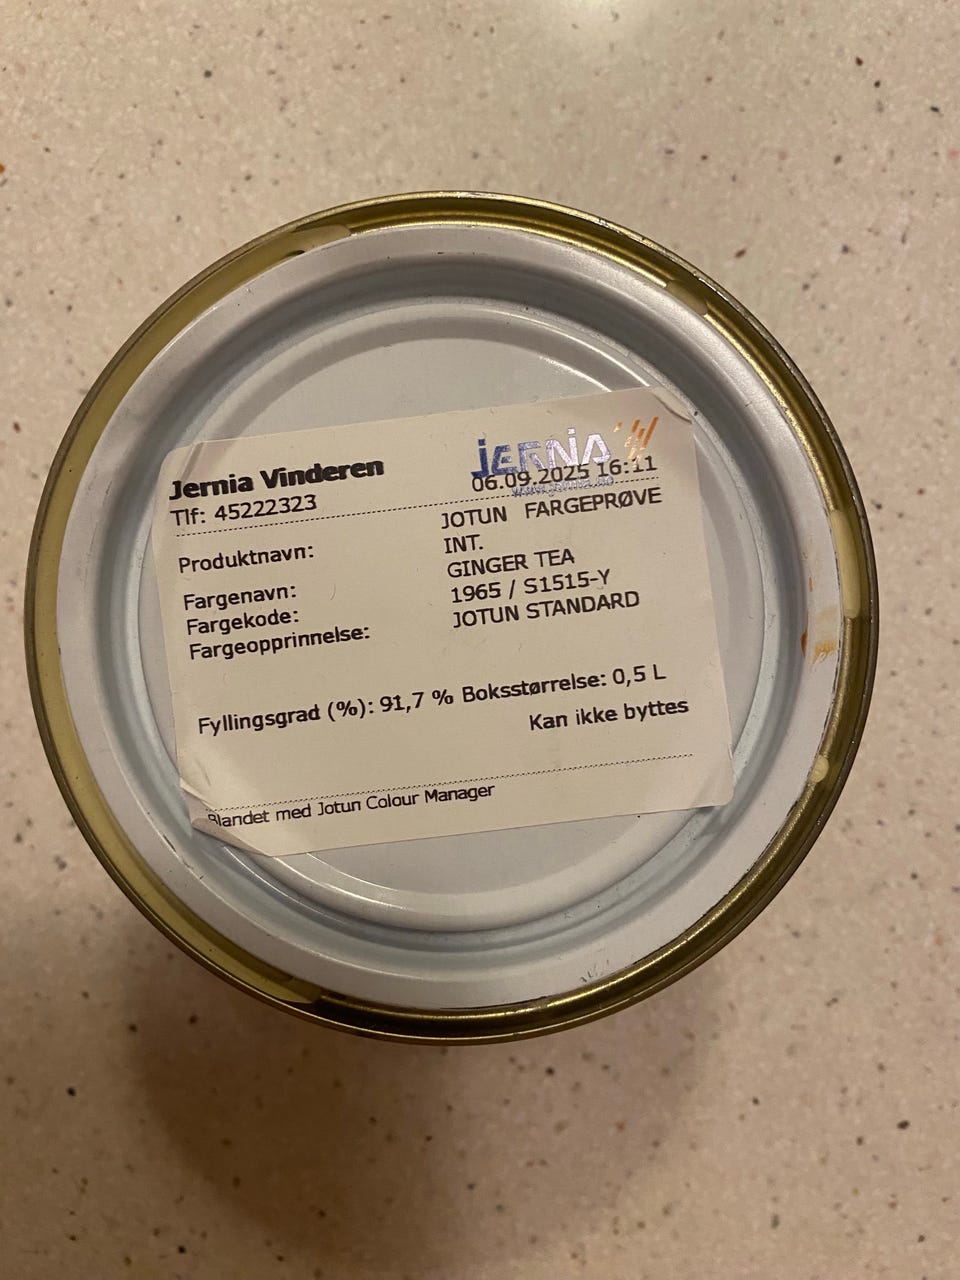 Jernia Vinderen
Tlf: 45222323
JERNIA
06.09.2025 16:11
Produktnavn: JOTUN FARGEPRØVE
INT.
Fargenavn: GINGER TEA
Fargekode: 1965 / S1515-Y
Fargeopprinnelse: JOTUN STANDARD
Fyllingsgrad (%): 91,7 % Boksstørrelse: 0,5 L
Kan ikke byttes
Blandet med Jotun Colour Manager